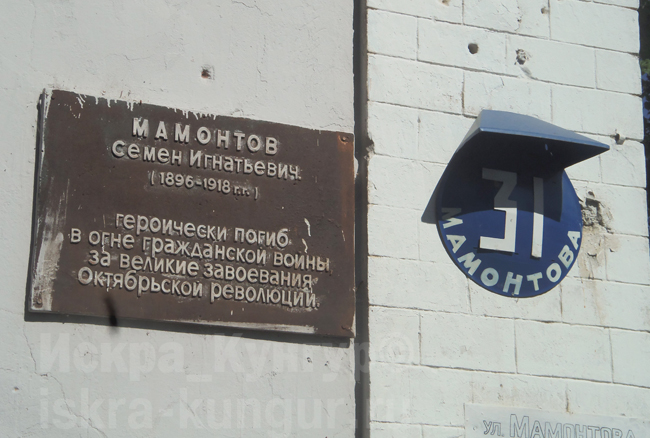 МАМОНТОВ
Семен Игнатьевич
(1896-1918 г.г.)
героически погиб
в огне гражданской войны
за великие завоевания
Октябрьской революции.
31
МАМОНТОВА
ул. МАМОНТОВА
Искра_Кунгур®
iskra-kungur.ru